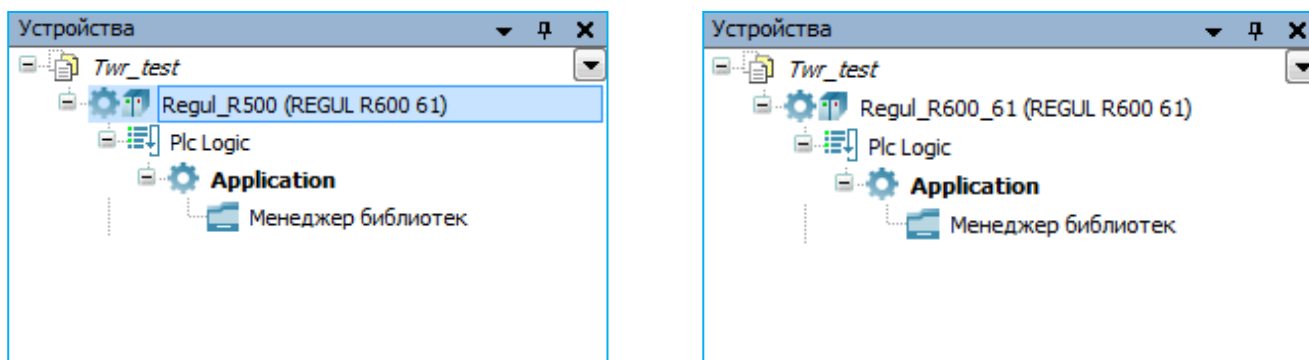 Устройства
Twr_test
Regul_R500 (REGUL R600 61)
Plc Logic
Application
Менеджер библиотек
Устройства
Twr_test
Regul_R600_61 (REGUL R600 61)
Plc Logic
Application
Менеджер библиотек